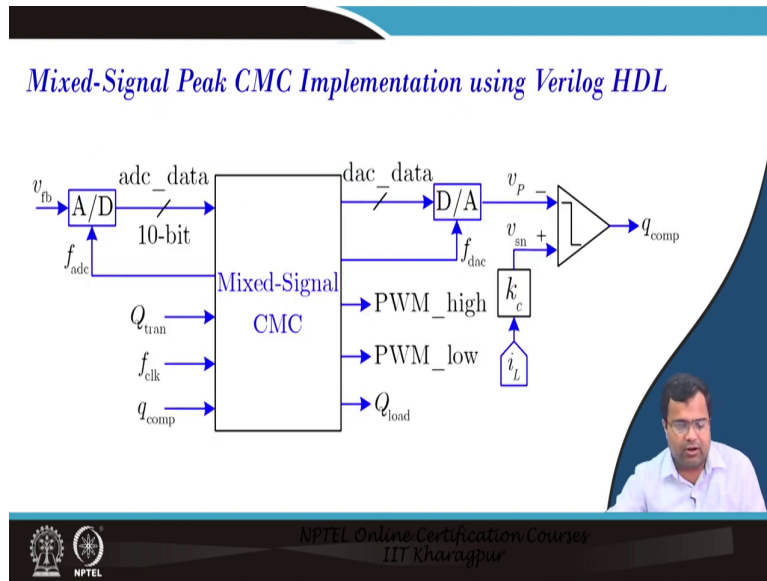 Mixed-Signal Peak CMC Implementation using Verilog HDL
v_fb
A/D
adc_data
10-bit
f_adc
Q_tran
f_clk
q_comp
Mixed-Signal
CMC
dac_data
D/A
f_dac
PWM_high
PWM_low
Q_load
v_P
−
v_sn
+
k_c
i_L
q_comp
NPTEL
NPTEL Online Certification Courses
IIT Kharagpur